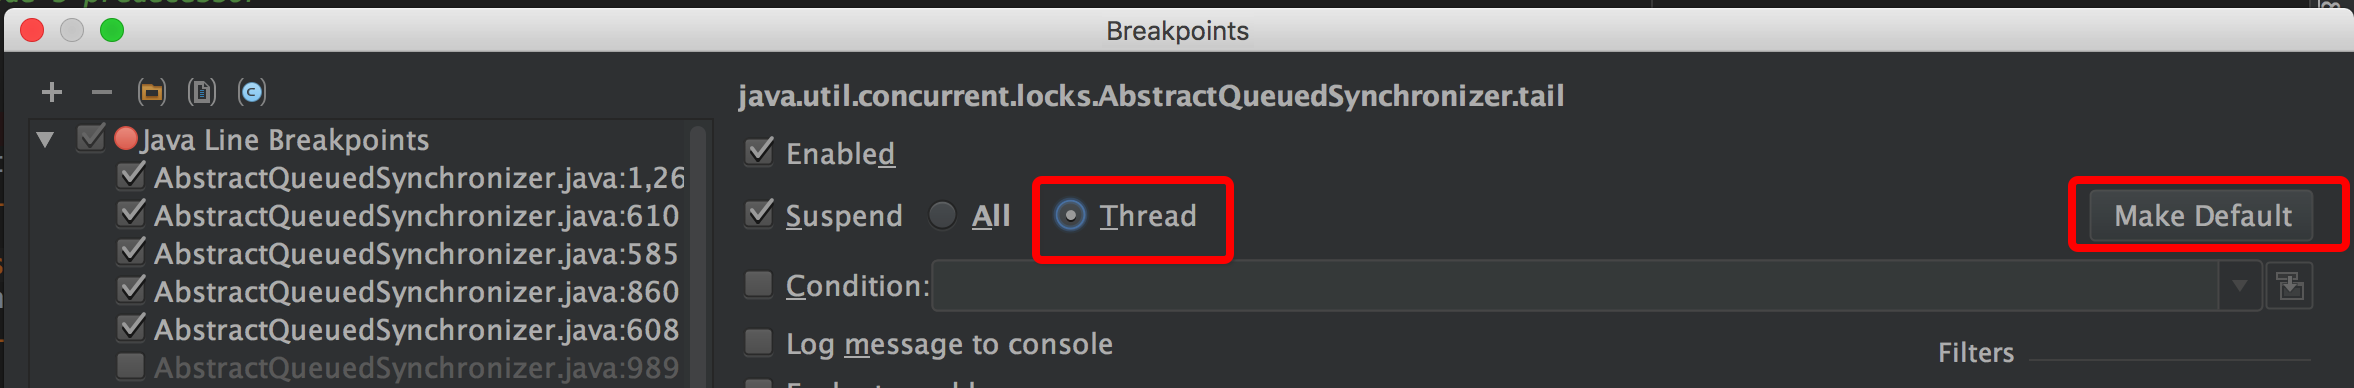 Breakpoints
java.util.concurrent.locks.AbstractQueuedSynchronizer.tail
Java Line Breakpoints
AbstractQueuedSynchronizer.java:1,26
AbstractQueuedSynchronizer.java:610
AbstractQueuedSynchronizer.java:585
AbstractQueuedSynchronizer.java:860
AbstractQueuedSynchronizer.java:608
AbstractQueuedSynchronizer.java:989
Enabled
Suspend All Thread Make Default
Condition:
Log message to console
Filters